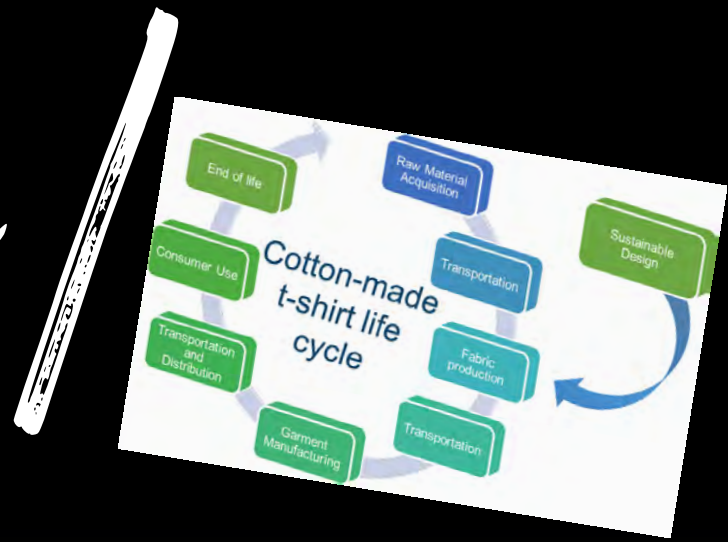 Cotton-made
t-shirt life
cycle
Raw Material
Acquisition
Transportation
Fabric
production
Transportation
Garment
Manufacturing
Transportation
and
Distribution
Consumer Use
End of life
Sustainable
Design